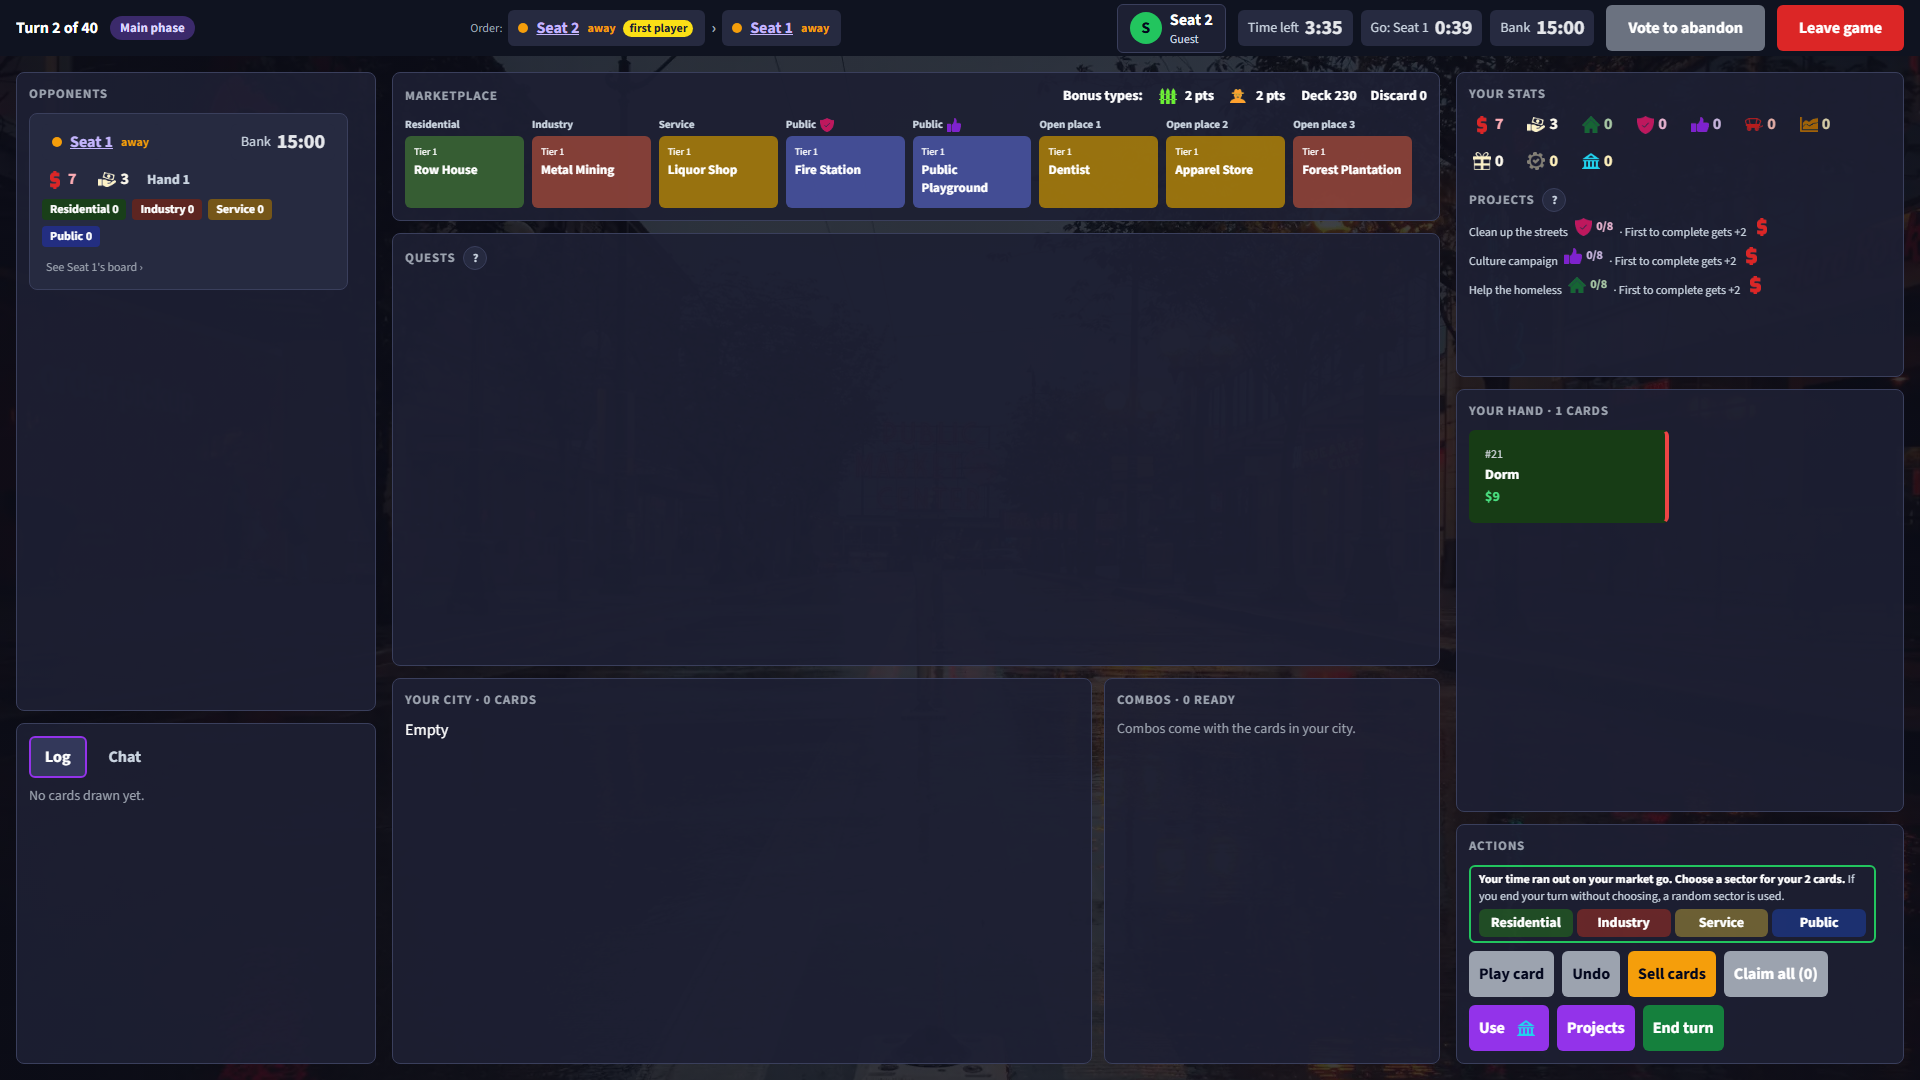 Turn 2 of 40
Main phase
Order:
Seat 2 away first player
›
Seat 1 away
S
Seat 2
Guest
Time left 3:35
Go: Seat 1 0:39
Bank 15:00
Vote to abandon
Leave game
OPPONENTS
Seat 1 away
Bank 15:00
7
3
Hand 1
Residential 0
Industry 0
Service 0
Public 0
See Seat 1's board ›
Log
Chat
No cards drawn yet.
MARKETPLACE
Bonus types:
2 pts
2 pts
Deck 230
Discard 0
Residential
Tier 1
Row House
Industry
Tier 1
Metal Mining
Service
Tier 1
Liquor Shop
Public
Tier 1
Fire Station
Public
Tier 1
Public
Playground
Open place 1
Tier 1
Dentist
Open place 2
Tier 1
Apparel Store
Open place 3
Tier 1
Forest Plantation
QUESTS
?
YOUR CITY · 0 CARDS
Empty
COMBOS · 0 READY
Combos come with the cards in your city.
YOUR STATS
7
3
0
0
0
0
0
0
0
0
PROJECTS
?
Clean up the streets 0/8 · First to complete gets +2
Culture campaign 0/8 · First to complete gets +2
Help the homeless 0/8 · First to complete gets +2
YOUR HAND · 1 CARDS
#21
Dorm
$9
ACTIONS
Your time ran out on your market go. Choose a sector for your 2 cards. If
you end your turn without choosing, a random sector is used.
Residential
Industry
Service
Public
Play card
Undo
Sell cards
Claim all (0)
Use
Projects
End turn